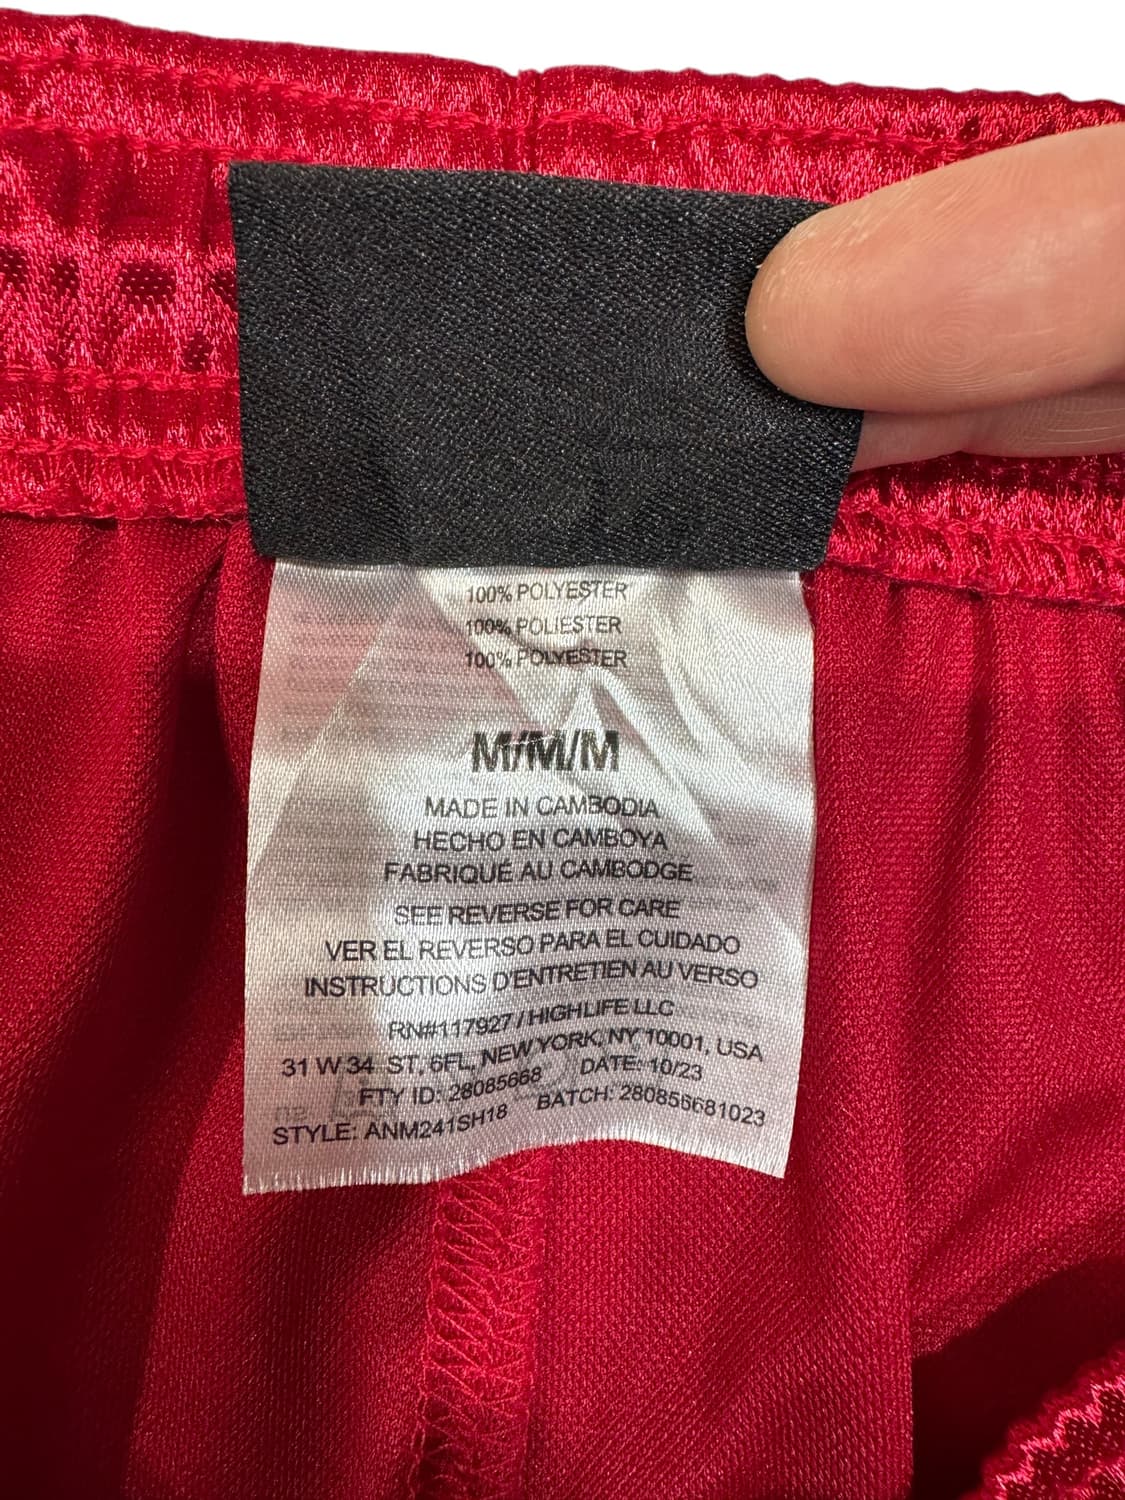 100% POLYESTER
100% POLIESTER
100% POLYESTER
M/M/M
MADE IN CAMBODIA
HECHO EN CAMBOYA
FABRIQUÉ AU CAMBODGE
SEE REVERSE FOR CARE
VER EL REVERSO PARA EL CUIDADO
INSTRUCTIONS D'ENTRETIEN AU VERSO
RN#117927 / HIGHLIFE LLC
31 W 34 ST, 6FL, NEW YORK, NY 10001, USA
FTY ID: 28085668 DATE: 10/23
STYLE: ANM241SH18 BATCH: 280856681023